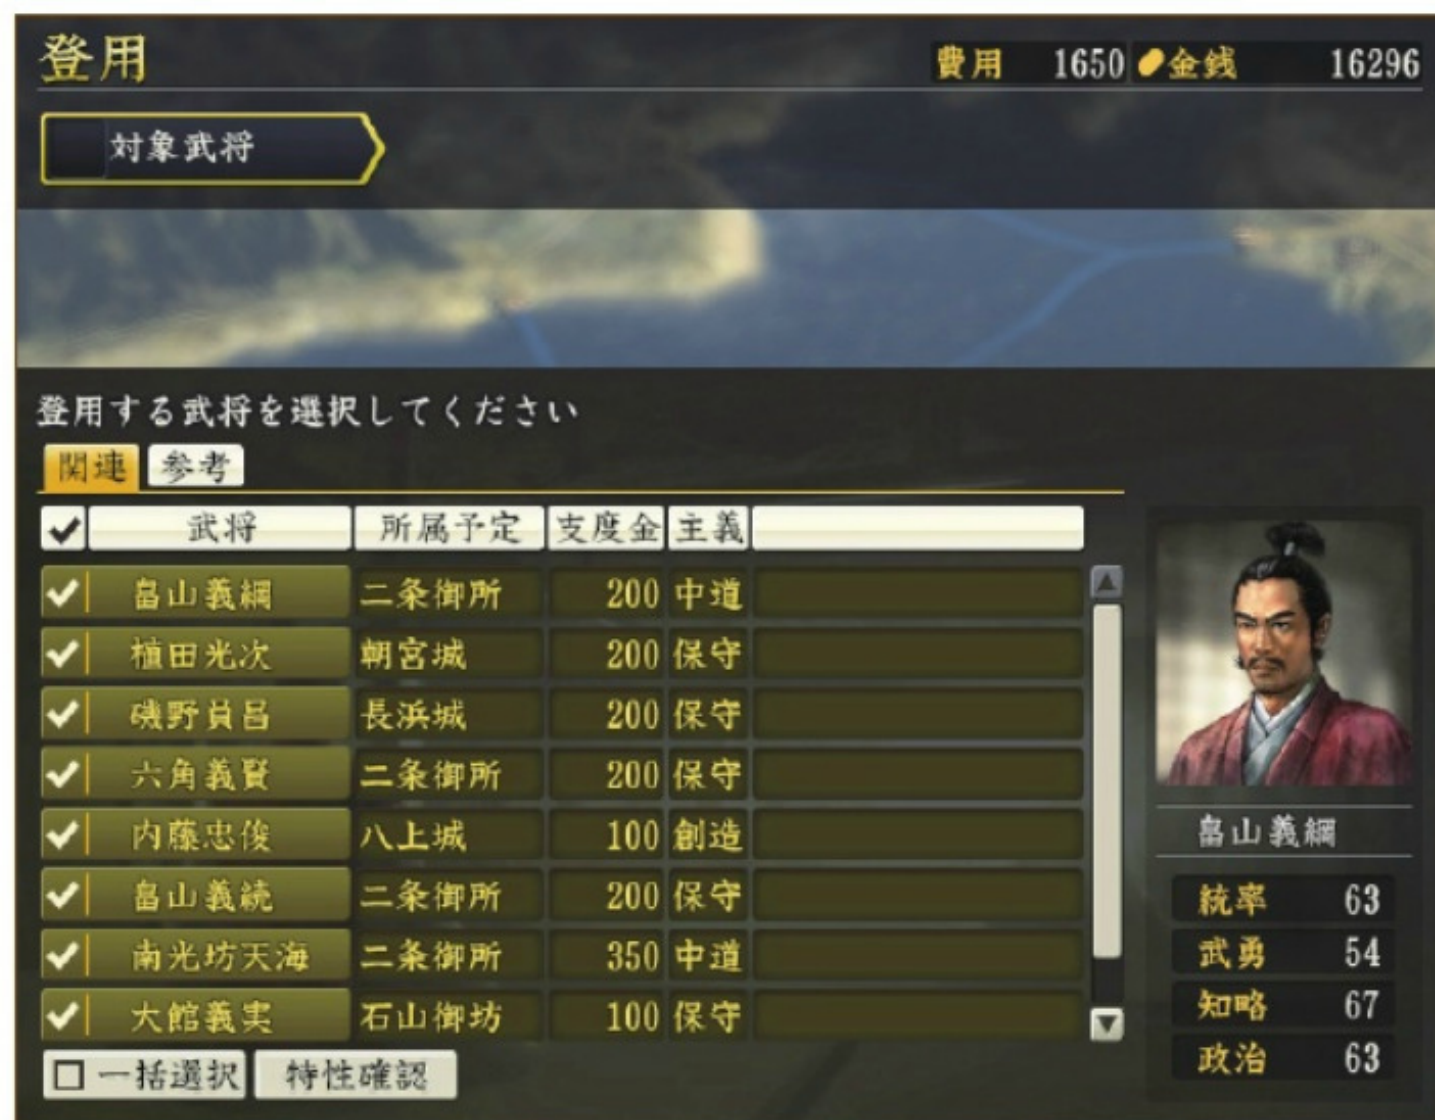 登用
費用 1650 金銭 16296
対象武将
登用する武将を選択してください
関連 参考
武将 所属予定 支度金 主義
畠山義綱 二条御所 200 中道
植田光次 朝宮城 200 保守
磯野員昌 長浜城 200 保守
六角義賢 二条御所 200 保守
内藤忠俊 八上城 100 創造
畠山義続 二条御所 200 保守
南光坊天海 二条御所 350 中道
大館義実 石山御坊 100 保守
一括選択 特性確認
畠山義綱
統率 63
武勇 54
知略 67
政治 63